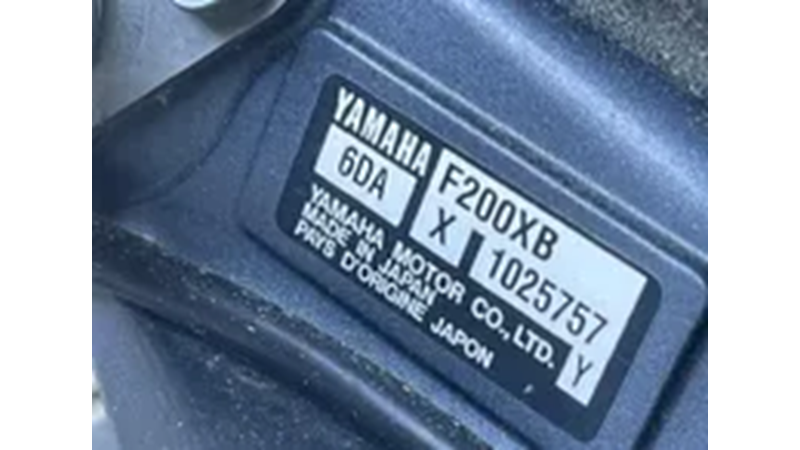 YAMAHA
F200XB
6DA X 1025757
YAMAHA MOTOR CO., LTD. Y
MADE IN JAPAN
PAYS D'ORIGINE JAPON